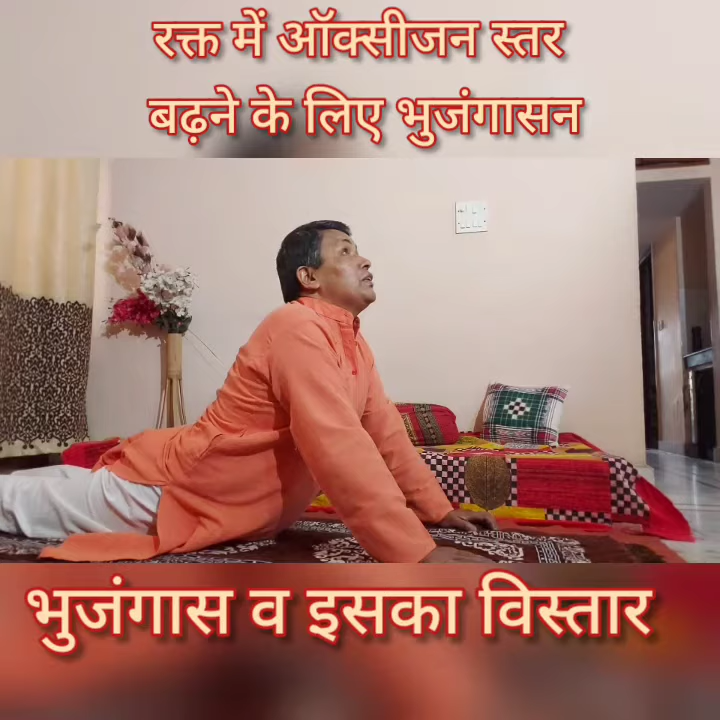 रक्त में ऑक्सीजन स्तर
बढ़ने के लिए भुजंगासन
भुजंगास व इसका विस्तार